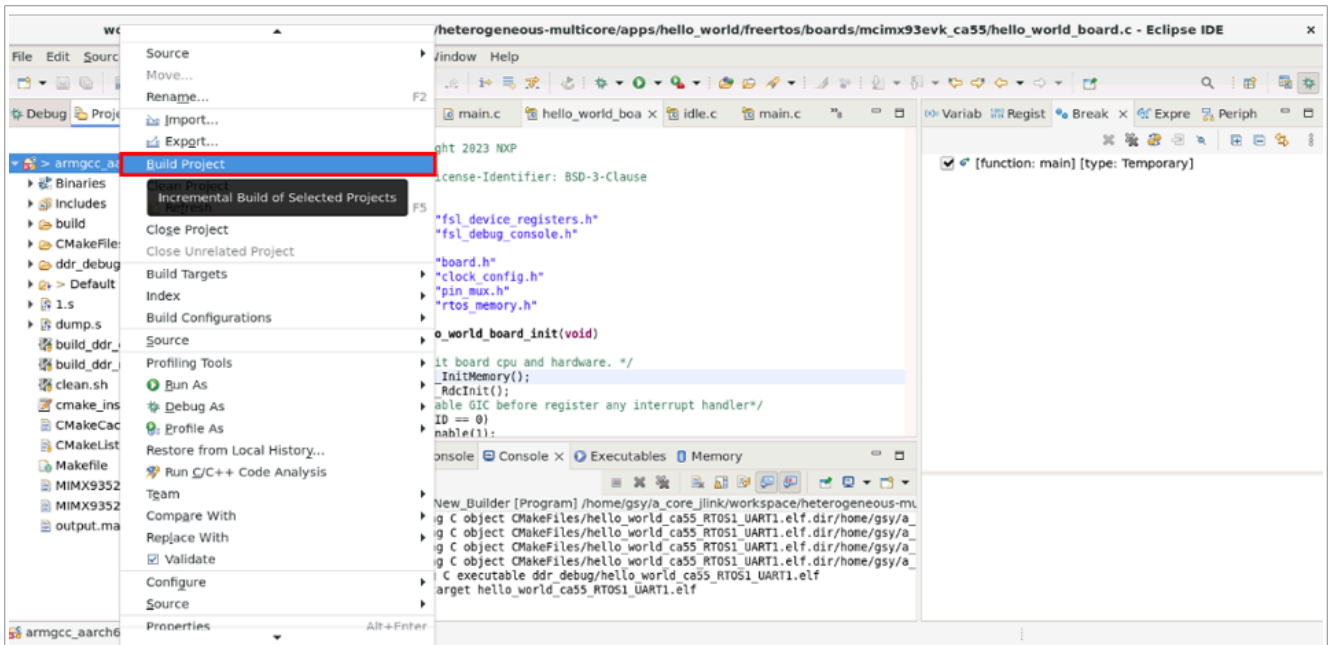 wo
/heterogeneous-multicore/apps/hello_world/freertos/boards/mcimx93evk_ca55/hello_world_board.c - Eclipse IDE
×
File Edit Sourc
Window Help
Debug
Proje
> armgcc_aa
Binaries
Includes
build
CMakeFile
ddr_debug
> Default
1.s
dump.s
build_ddr_
build_ddr_
clean.sh
cmake_ins
CMakeCac
CMakeList
Makefile
MIMX9352
MIMX9352
output.ma
armgcc_aarch6
Source
Move...
Rename... F2
Import...
Export...
Build Project
Clean Project
Incremental Build of Selected Projects
Refresh F5
Close Project
Close Unrelated Project
Build Targets
Index
Build Configurations
Source
Profiling Tools
Run As
Debug As
Profile As
Restore from Local History...
Run C/C++ Code Analysis
Team
Compare With
Replace With
Validate
Configure
Source
Properties Alt+Enter
main.c
hello_world_boa ×
idle.c
main.c
ght 2023 NXP
icense-Identifier: BSD-3-Clause
"fsl_device_registers.h"
"fsl_debug_console.h"
"board.h"
"clock_config.h"
"pin_mux.h"
"rtos_memory.h"
o_world_board_init(void)
it board cpu and hardware. */
_InitMemory();
_RdcInit();
able GIC before register any interrupt handler*/
ID == 0)
nable(1);
onsole
Console ×
Executables
Memory
New_Builder [Program] /home/gsy/a_core_jlink/workspace/heterogeneous-mu
ng C object CMakeFiles/hello_world_ca55_RTOS1_UART1.elf.dir/home/gsy/a_
ng C object CMakeFiles/hello_world_ca55_RTOS1_UART1.elf.dir/home/gsy/a_
ng C object CMakeFiles/hello_world_ca55_RTOS1_UART1.elf.dir/home/gsy/a_
ng C object CMakeFiles/hello_world_ca55_RTOS1_UART1.elf.dir/home/gsy/a_
C executable ddr_debug/hello_world_ca55_RTOS1_UART1.elf
arget hello_world_ca55_RTOS1_UART1.elf
Variab
Regist
Break ×
Expre
Periph
[function: main] [type: Temporary]